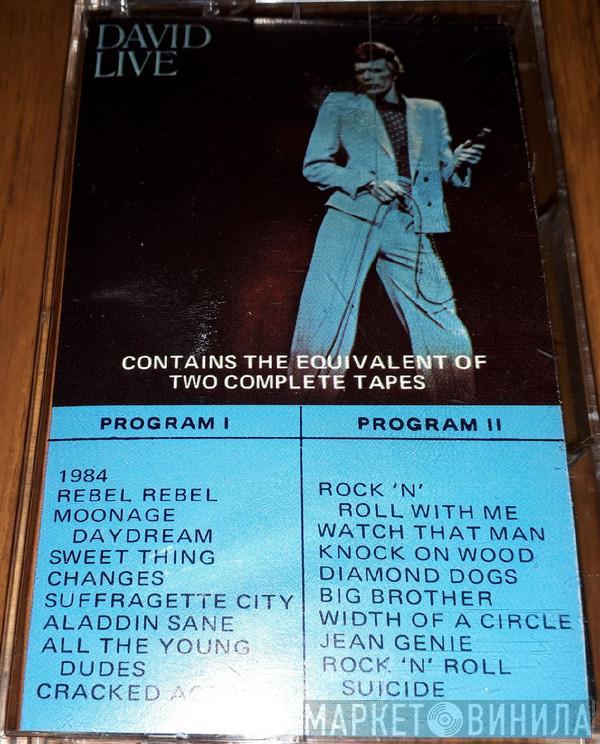 DAVID
LIVE
CONTAINS THE EQUIVALENT OF
TWO COMPLETE TAPES
PROGRAM I
1984
REBEL REBEL
MOONAGE
DAYDREAM
SWEET THING
CHANGES
SUFFRAGETTE CITY
ALADDIN SANE
ALL THE YOUNG
DUDES
CRACKED
PROGRAM II
ROCK 'N'
ROLL WITH ME
WATCH THAT MAN
KNOCK ON WOOD
DIAMOND DOGS
BIG BROTHER
WIDTH OF A CIRCLE
JEAN GENIE
ROCK 'N' ROLL
SUICIDE
МАРКЕТ ВИНИЛА